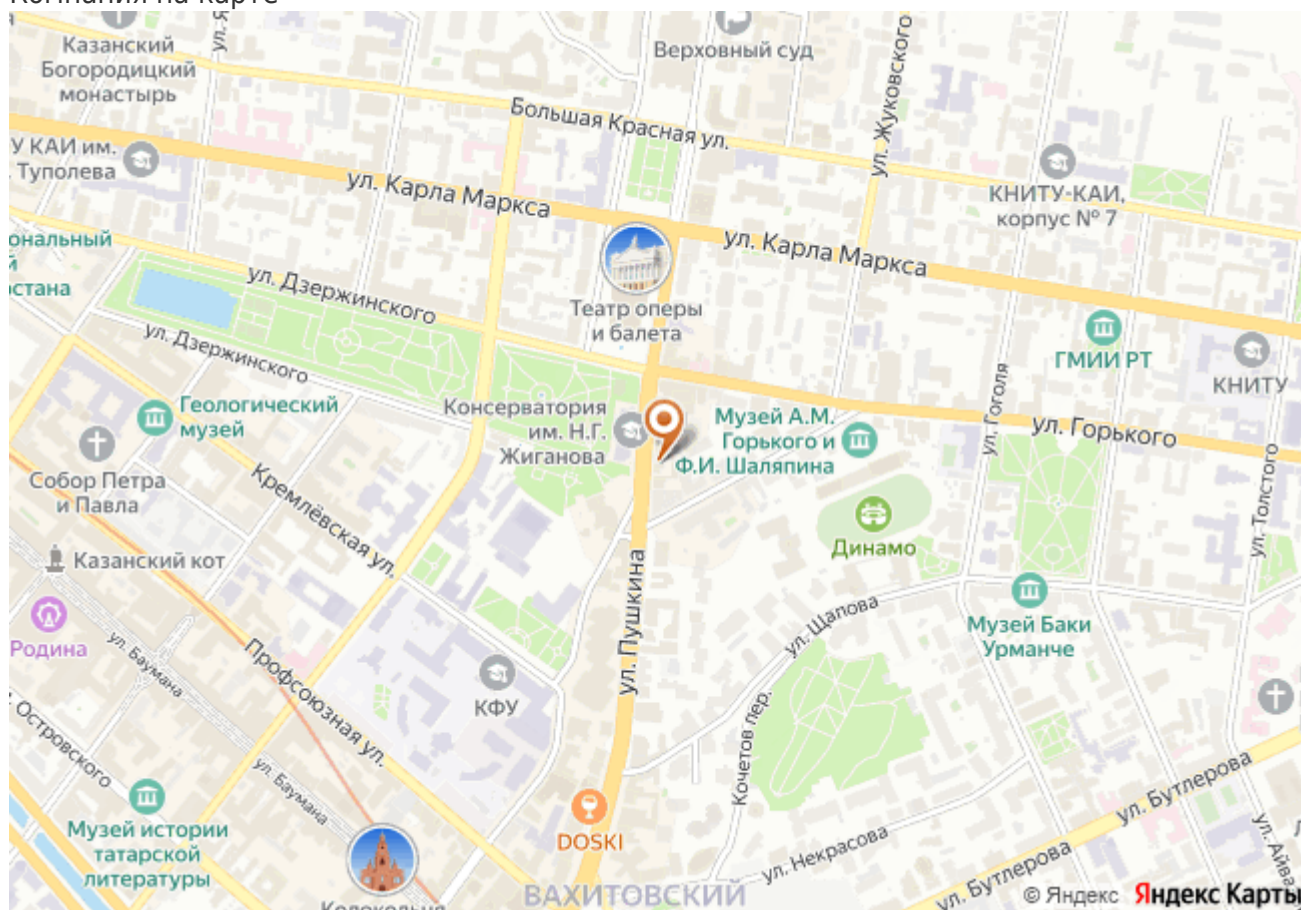 Компания на карте
Казанский
Богородицкий
монастырь
Верховный суд
ул. Жуковского
Большая Красная ул.
У КАИ им.
Туполева
ул. Карла Маркса
КНИТУ-КАИ,
корпус № 7
ул. Карла Маркса
ул. Дзержинского
Театр оперы
и балета
ул. Дзержинского
ГМИИ РТ
КНИТУ
Геологический
музей
Консерватория
им. Н.Г.
Жиганова
Музей А.М.
Горького и
Ф.И. Шаляпина
ул. Гоголя
ул. Горького
ул. Толстого
Собор Петра
и Павла
Кремлёвская ул.
Казанский кот
Динамо
ул. Пушкина
Родина
ул. Баумана
ул. Щапова
Музей Баки
Урманче
Профсоюзная ул.
КФУ
Кочетов пер.
Островского
ул. Баумана
ул. Бутлерова
Музей истории
татарской
литературы
DOSKI
ул. Некрасова
ул. Бутлерова
ВАХИТОВСКИЙ
© Яндекс Яндекс Карты